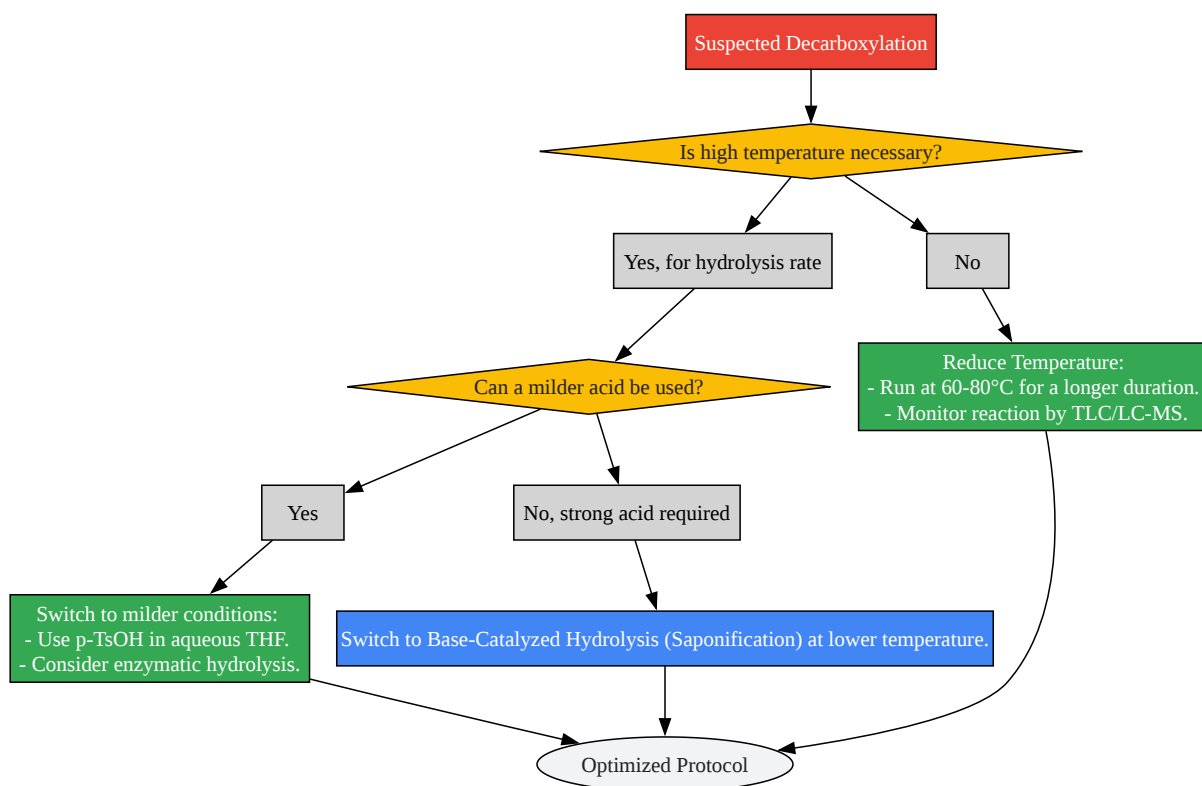 Suspected Decarboxylation
Is high temperature necessary?
Yes, for hydrolysis rate
No
Can a milder acid be used?
Reduce Temperature:
- Run at 60-80°C for a longer duration.
- Monitor reaction by TLC/LC-MS.
Yes
No, strong acid required
Switch to milder conditions:
- Use p-TsOH in aqueous THF.
- Consider enzymatic hydrolysis.
Switch to Base-Catalyzed Hydrolysis (Saponification) at lower temperature.
Optimized Protocol